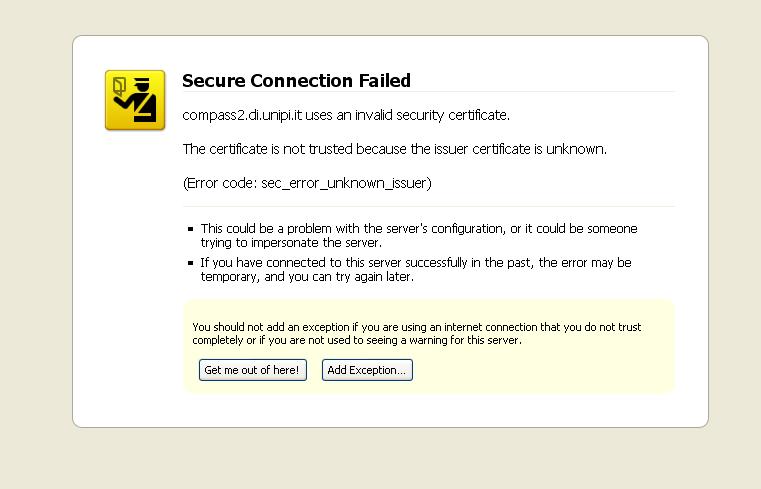 Secure Connection Failed
compass2.di.unipi.it uses an invalid security certificate.
The certificate is not trusted because the issuer certificate is unknown.
(Error code: sec_error_unknown_issuer)
This could be a problem with the server's configuration, or it could be someone
trying to impersonate the server.
If you have connected to this server successfully in the past, the error may be
temporary, and you can try again later.
You should not add an exception if you are using an internet connection that you do not trust
completely or if you are not used to seeing a warning for this server.
Get me out of here! Add Exception...